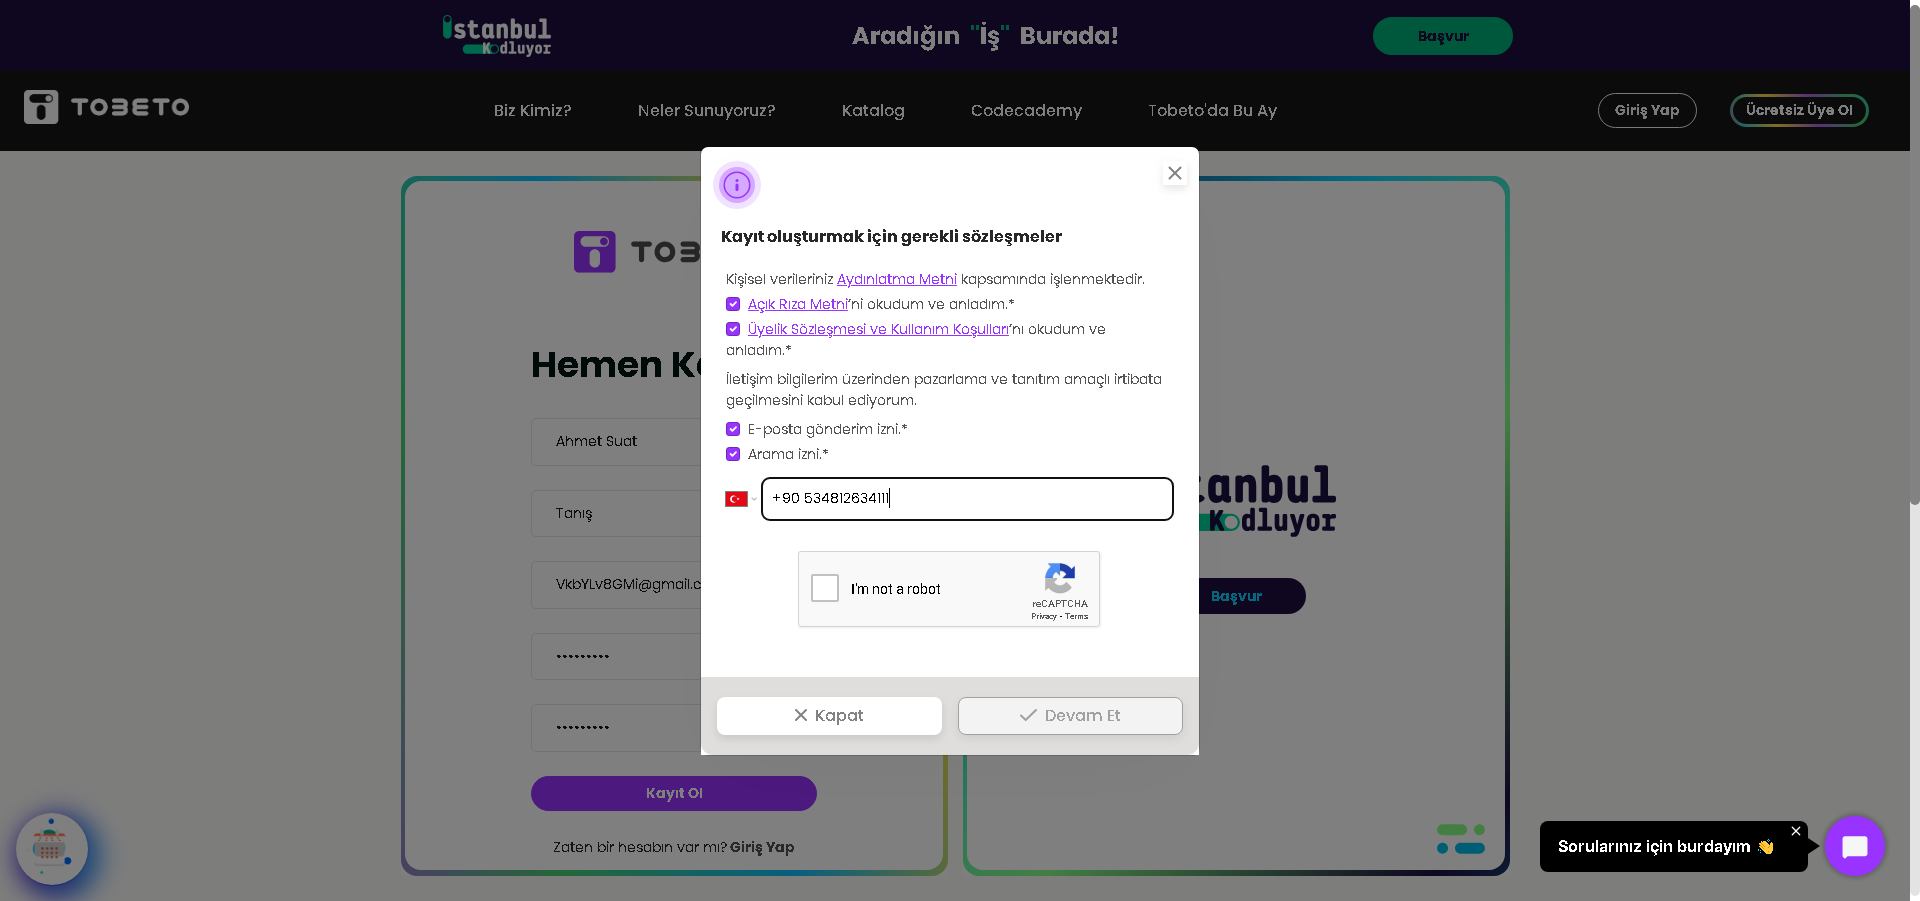 istanbul
Kodluyor
Aradığın "İş" Burada!
Başvur
TOBETO
Biz Kimiz?
Neler Sunuyoruz?
Katalog
Codecademy
Tobeto'da Bu Ay
Giriş Yap
Ücretsiz Üye Ol
Kayıt oluşturmak için gerekli sözleşmeler
Kişisel verileriniz Aydınlatma Metni kapsamında işlenmektedir.
Açık Rıza Metni'ni okudum ve anladım.*
Üyelik Sözleşmesi ve Kullanım Koşulları'nı okudum ve
anladım.*
İletişim bilgilerim üzerinden pazarlama ve tanıtım amaçlı irtibata
geçilmesini kabul ediyorum.
E-posta gönderim izni.*
Arama izni.*
+90 534812634111
I'm not a robot
reCAPTCHA
Privacy - Terms
Kapat
Devam Et
TOB
Hemen K
Ahmet Suat
Tanış
VkbYLv8GMi@gmail.c
•••••••••
•••••••••
Kayıt Ol
Zaten bir hesabın var mı? Giriş Yap
tanbul
Kodluyor
Başvur
Sorularınız için burdayım 👋